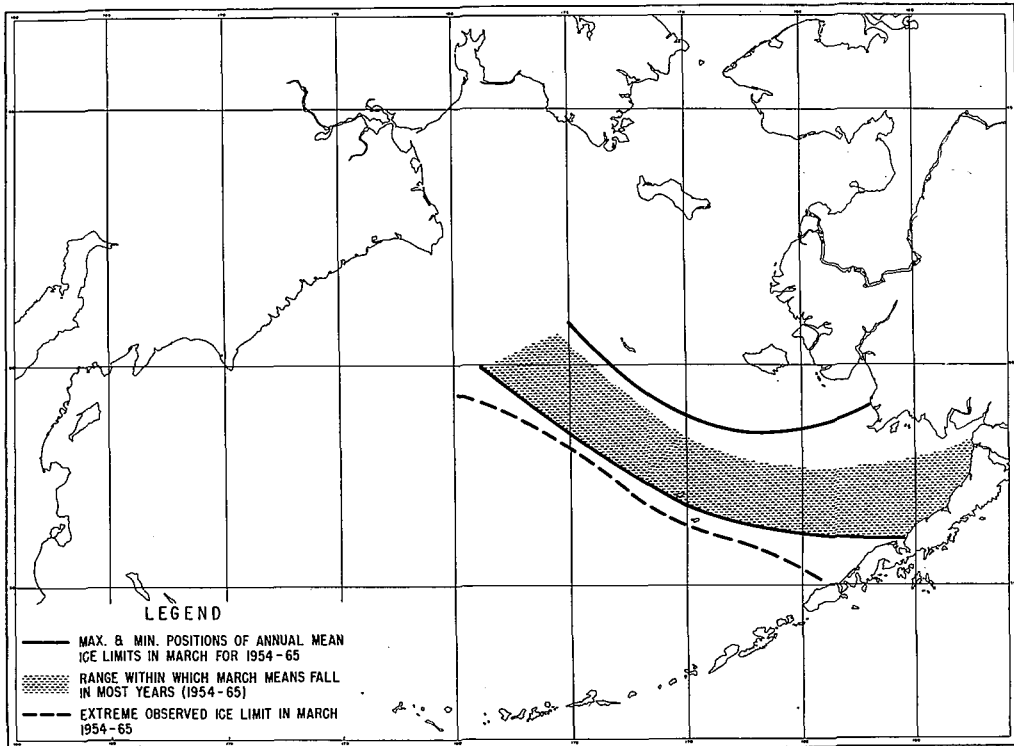 LEGEND
MAX. & MIN. POSITIONS OF ANNUAL MEAN
ICE LIMITS IN MARCH FOR 1954-65
RANGE WITHIN WHICH MARCH MEANS FALL
IN MOST YEARS (1954-65)
EXTREME OBSERVED ICE LIMIT IN MARCH
1954-65